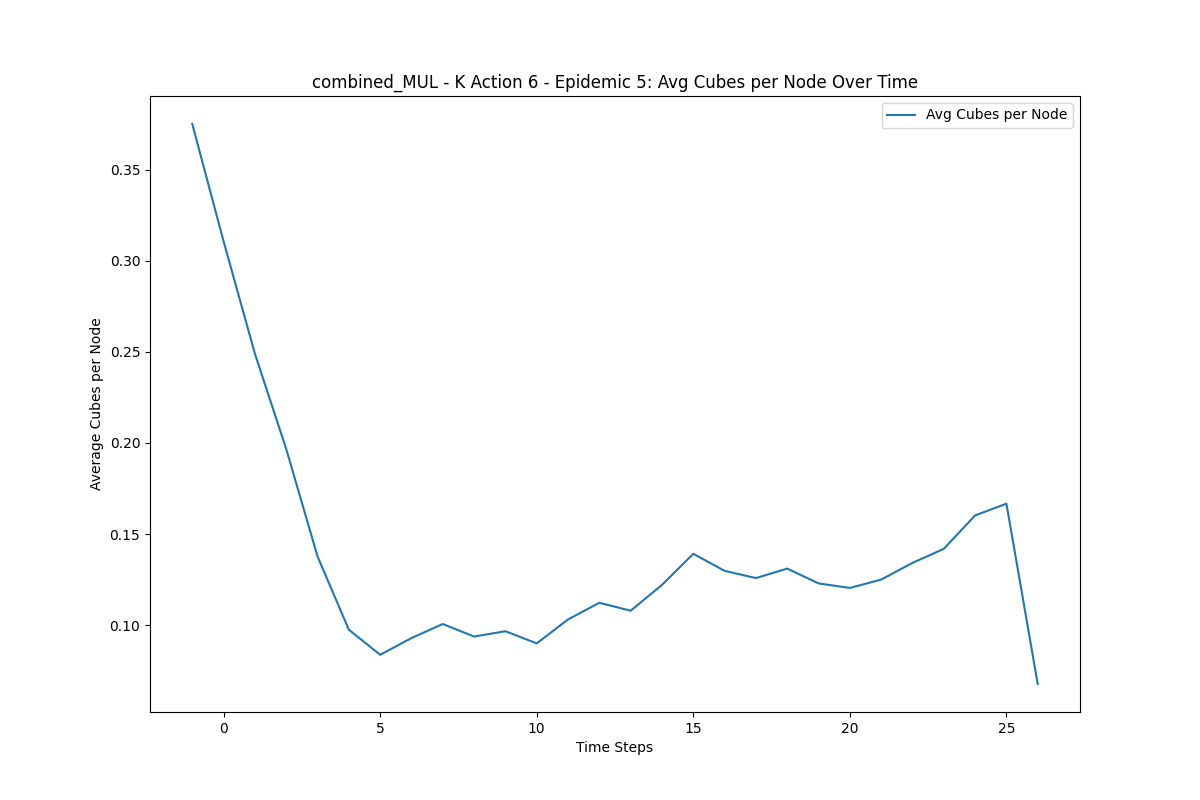 combined_MUL - K Action 6 - Epidemic 5: Avg Cubes per Node Over Time
Avg Cubes per Node
0.35
0.30
0.25
0.20
0.15
0.10
Average Cubes per Node
0 5 10 15 20 25
Time Steps